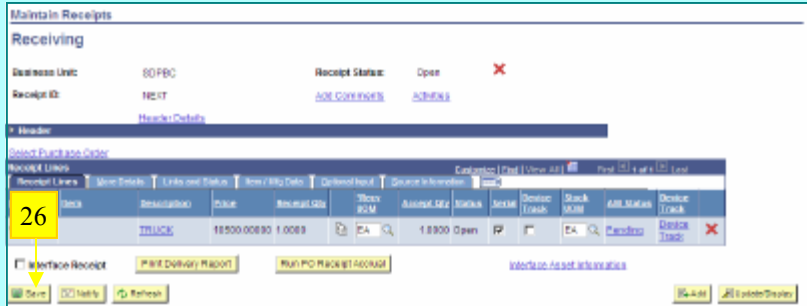 Maintain Receipts
Receiving
Business Unit: SDPBC Receipt Status: Open
Receipt ID: NEXT Add Comments Activities
Header Details
Header
Select Purchase Order
Receipt Lines Customize | Find | View All First 1 of 1 Last
Receipt Lines More Details Links and Status Item / Mfg Data Optional Input Source Information
Item Description Price Receipt Qty Recv UOM Accept Qty Status Serial Device Track Stock UOM AM Status Device Track
26
TRUCK 10500.00000 1.0000 EA 1.0000 Open EA Pending Device Track
Interface Receipt Print Delivery Report Run PO Receipt Accrual Interface Asset Information
Save Notify Refresh Add Update/Display